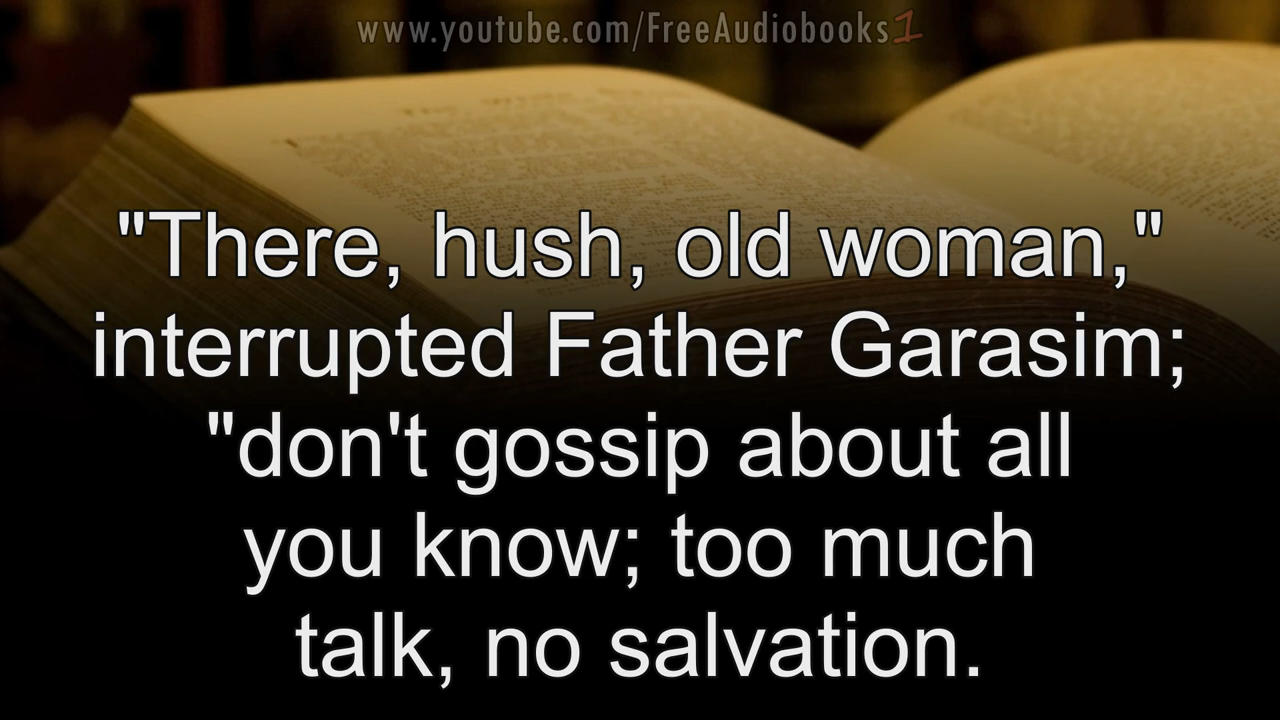 www.youtube.com/FreeAudiobooks1
"There, hush, old woman,"
interrupted Father Garasim;
"don't gossip about all
you know; too much
talk, no salvation.